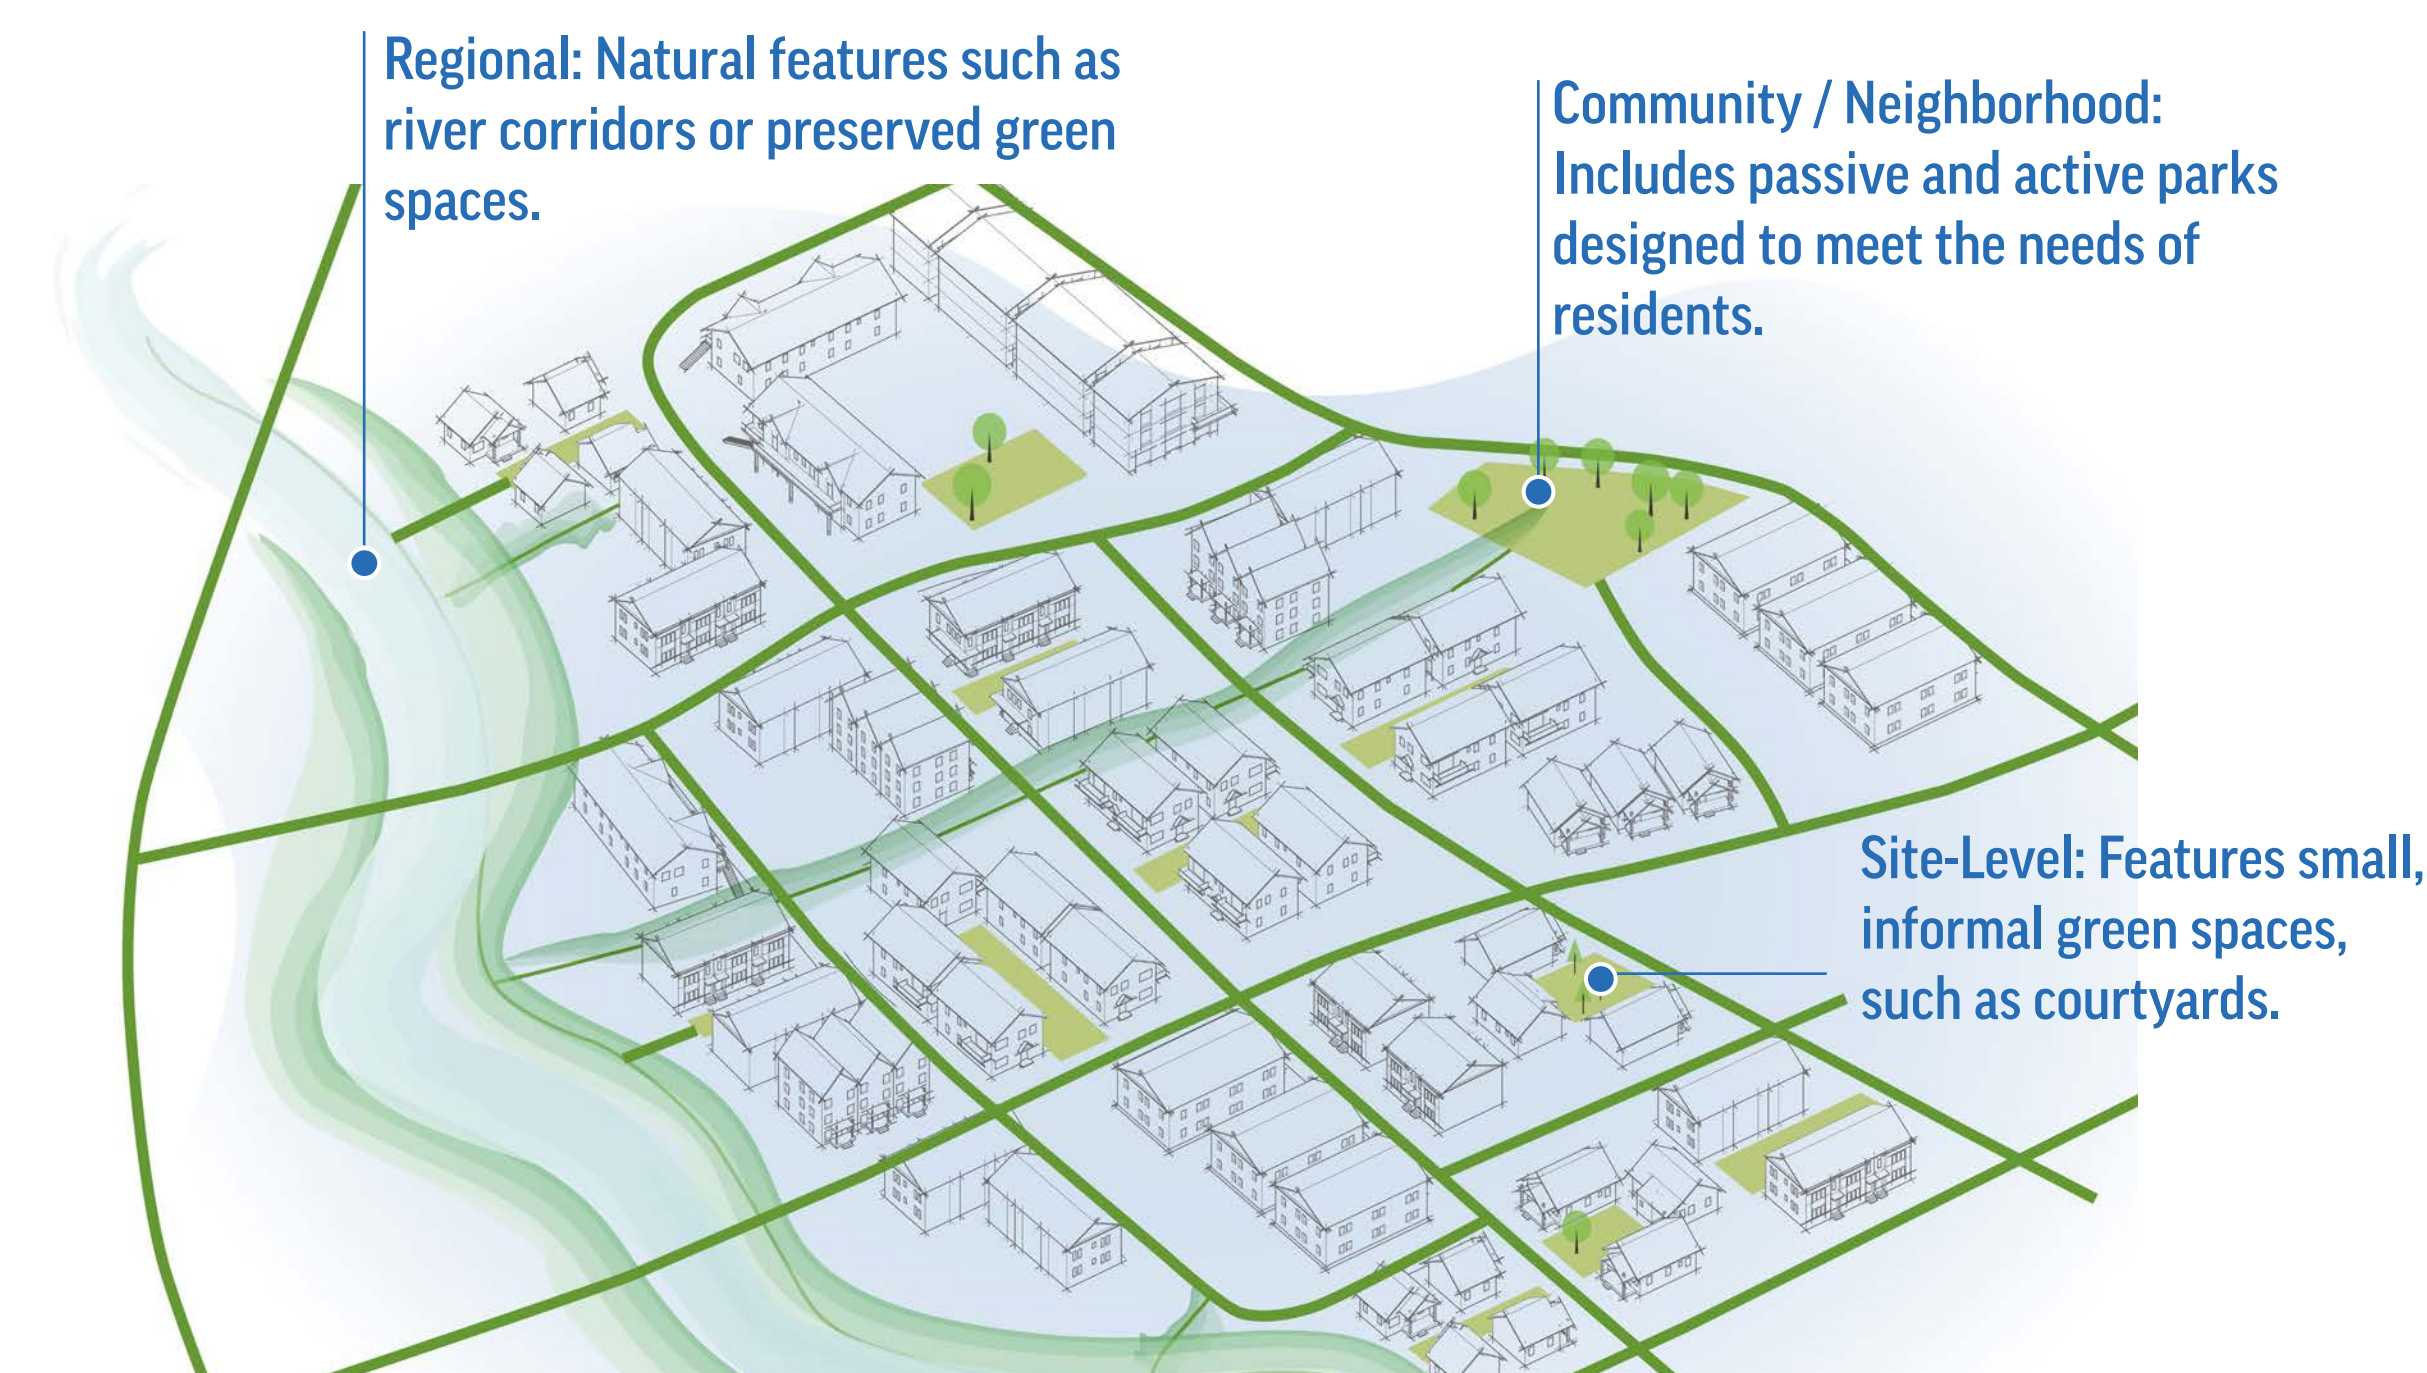 Regional: Natural features such as
river corridors or preserved green
spaces.
Community / Neighborhood:
Includes passive and active parks
designed to meet the needs of
residents.
Site-Level: Features small,
informal green spaces,
such as courtyards.